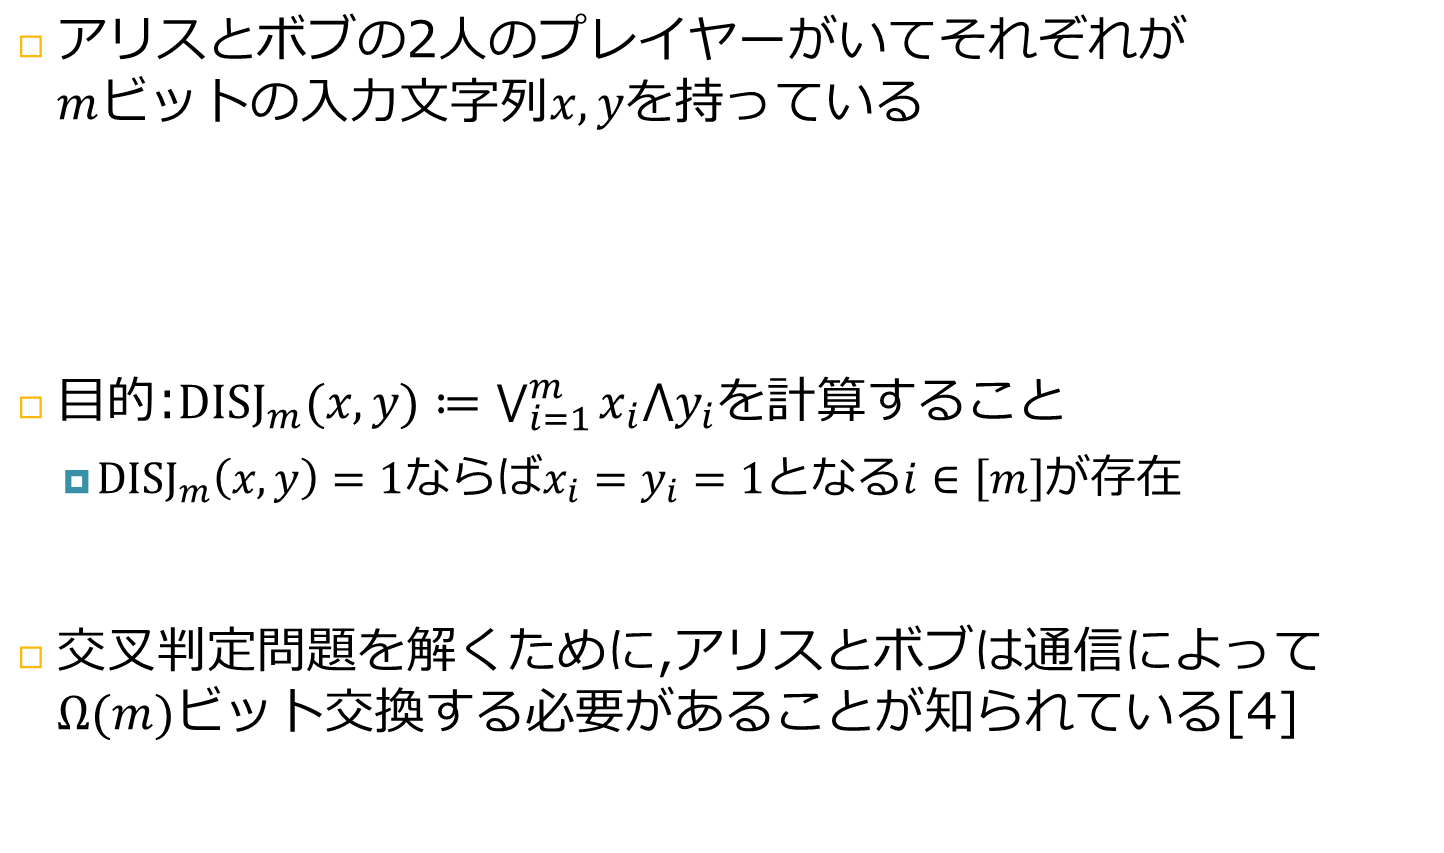 アリスとボブの2人のプレイヤーがいてそれぞれが
mビットの入力文字列x, yを持っている
目的:DISJₘ(x, y) ≔ ⋁ᵢ₌₁ᵐ xᵢ⋀yᵢを計算すること
DISJₘ(x, y) = 1ならばxᵢ = yᵢ = 1となるi ∈ [m]が存在
交叉判定問題を解くために,アリスとボブは通信によって
Ω(m)ビット交換する必要があることが知られている[4]